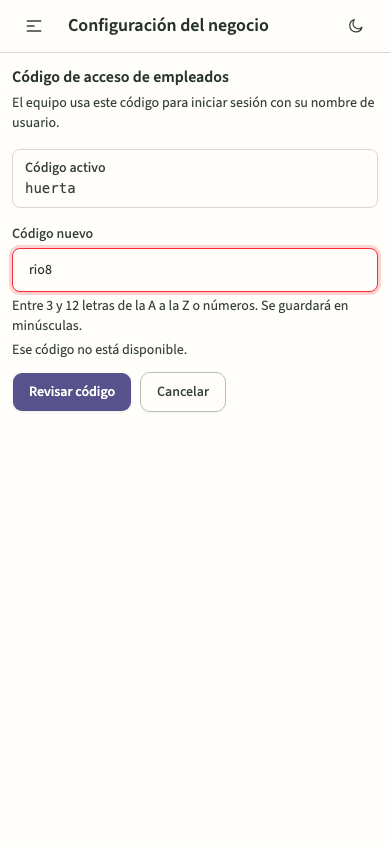 Configuración del negocio
Código de acceso de empleados
El equipo usa este código para iniciar sesión con su nombre de
usuario.
Código activo
huerta
Código nuevo
rio8
Entre 3 y 12 letras de la A a la Z o números. Se guardará en
minúsculas.
Ese código no está disponible.
Revisar código
Cancelar